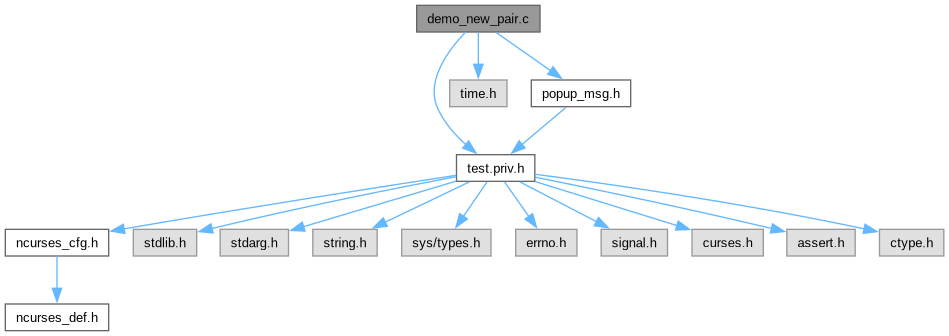 demo_new_pair.c
time.h
popup_msg.h
test.priv.h
ncurses_cfg.h
stdlib.h
stdarg.h
string.h
sys/types.h
errno.h
signal.h
curses.h
assert.h
ctype.h
ncurses_def.h